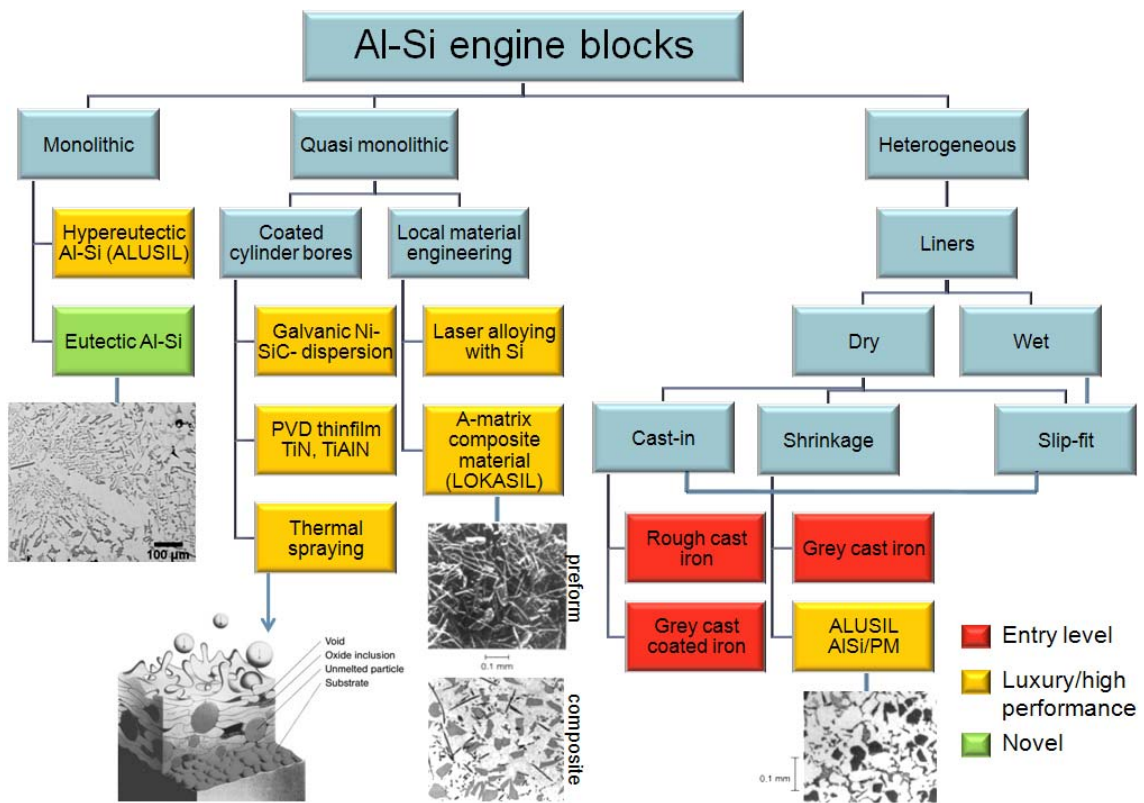 Al-Si engine blocks
Monolithic
Quasi monolithic
Heterogeneous
Hypereutectic
Al-Si (ALUSIL)
Eutectic Al-Si
100 µm
Coated
cylinder bores
Local material
engineering
Galvanic Ni-
SiC- dispersion
PVD thinfilm
TiN, TiAlN
Thermal
spraying
Void
Oxide inclusion
Unmelted particle
Substrate
Laser alloying
with Si
A-matrix
composite
material
(LOKASIL)
preform
0.1 mm
composite
Liners
Dry
Wet
Cast-in
Shrinkage
Slip-fit
Rough cast
iron
Grey cast
coated iron
Grey cast iron
ALUSIL
AlSi/PM
0.1 mm
Entry level
Luxury/high
performance
Novel